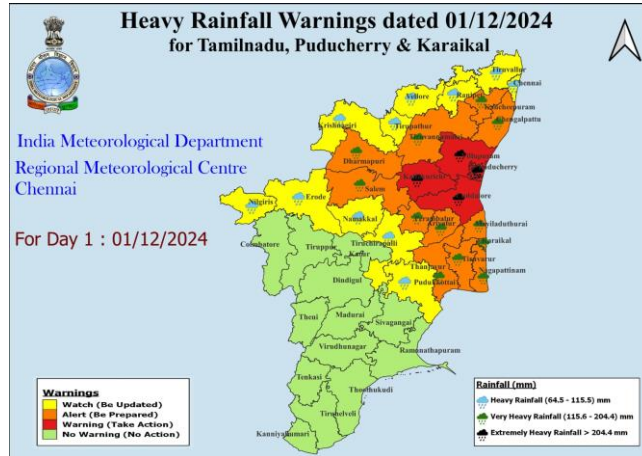 Heavy Rainfall Warnings dated 01/12/2024
for Tamilnadu, Puducherry & Karaikal
India Meteorological Department
Regional Meteorological Centre
Chennai
For Day 1 : 01/12/2024
Tiruvallur
Chennai
Vellore
Ranipet
Kancheepuram
Chengalpattu
Krishnagiri
Tirupathur
Tiruvannamalai
Dharmapuri
Villupuram
Puducherry
Salem
Cuddalore
Nilgiris
Erode
Namakkal
Perambalur
Ariyalur
Mayiladuthurai
Coimbatore
Tiruppur
Tiruchirapalli
Karur
Karaikal
Thanjavur
Tiruvarur
Nagapattinam
Dindigul
Pudukkottai
Theni
Madurai
Sivagangai
Virudhunagar
Ramanathapuram
Tenkasi
Thoothukudi
Tirunelveli
Kanniyakumari
Warnings
Watch (Be Updated)
Alert (Be Prepared)
Warning (Take Action)
No Warning (No Action)
Rainfall (mm)
Heavy Rainfall (64.5 - 115.5) mm
Very Heavy Rainfall (115.6 - 204.4) mm
Extremely Heavy Rainfall > 204.4 mm